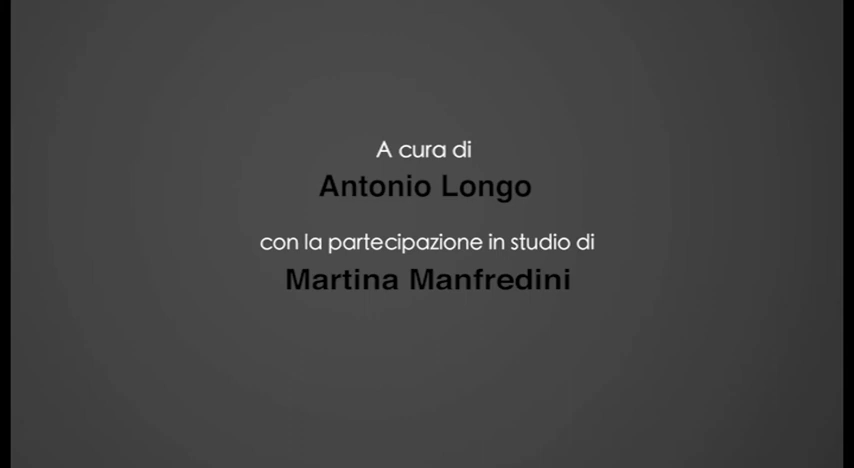 A cura di
Antonio Longo
con la partecipazione in studio di
Martina Manfredini